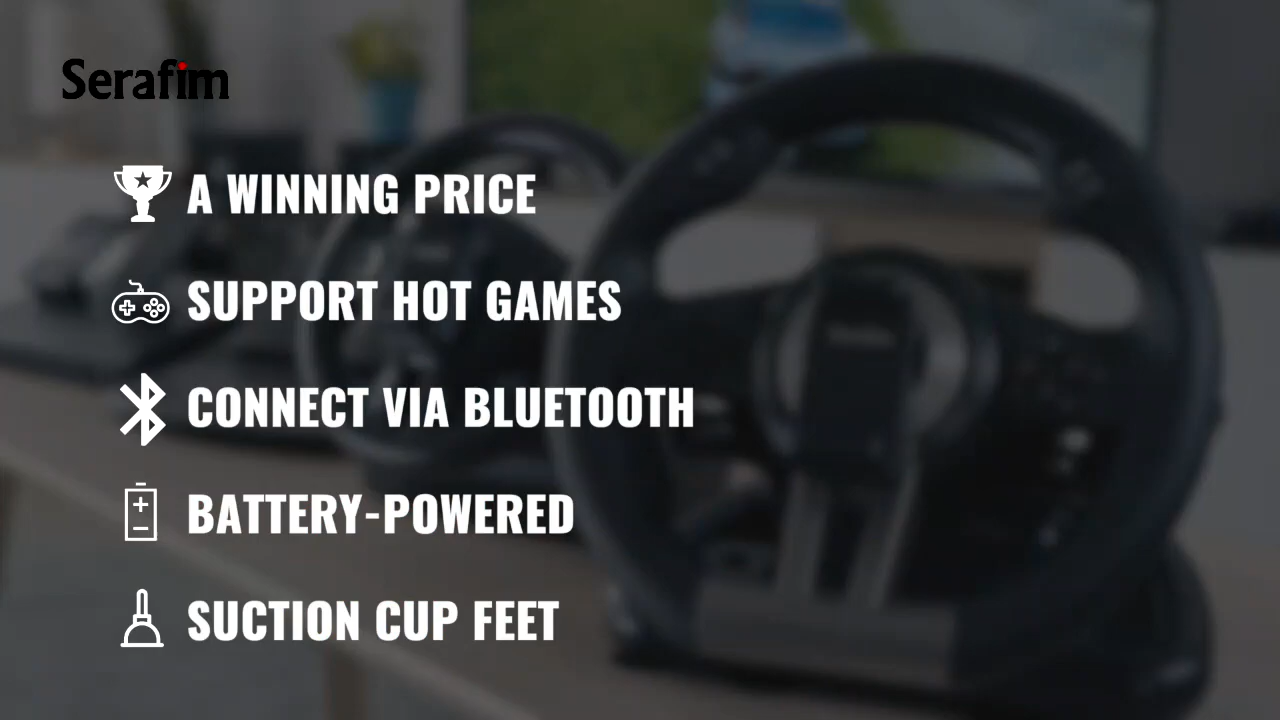 Serafim
A WINNING PRICE
SUPPORT HOT GAMES
CONNECT VIA BLUETOOTH
BATTERY-POWERED
SUCTION CUP FEET